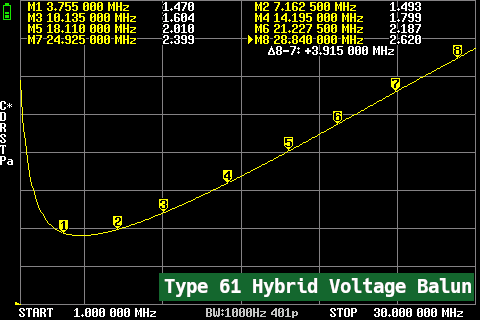 M1 3.755 000 MHz 1.470 M2 7.162 500 MHz 1.493
M3 10.135 000 MHz 1.604 M4 14.195 000 MHz 1.799
M5 18.110 000 MHz 2.010 M6 21.227 500 MHz 2.187
M7 24.925 000 MHz 2.399 M8 28.840 000 MHz 2.620
Δ8-7: +3.915 000 MHz
8
7
6
5
4
3
2
1
C*
D
R
S
T
Pa
Type 61 Hybrid Voltage Balun
START 1.000 000 MHz BW:1000Hz 401p STOP 30.000 000 MHz